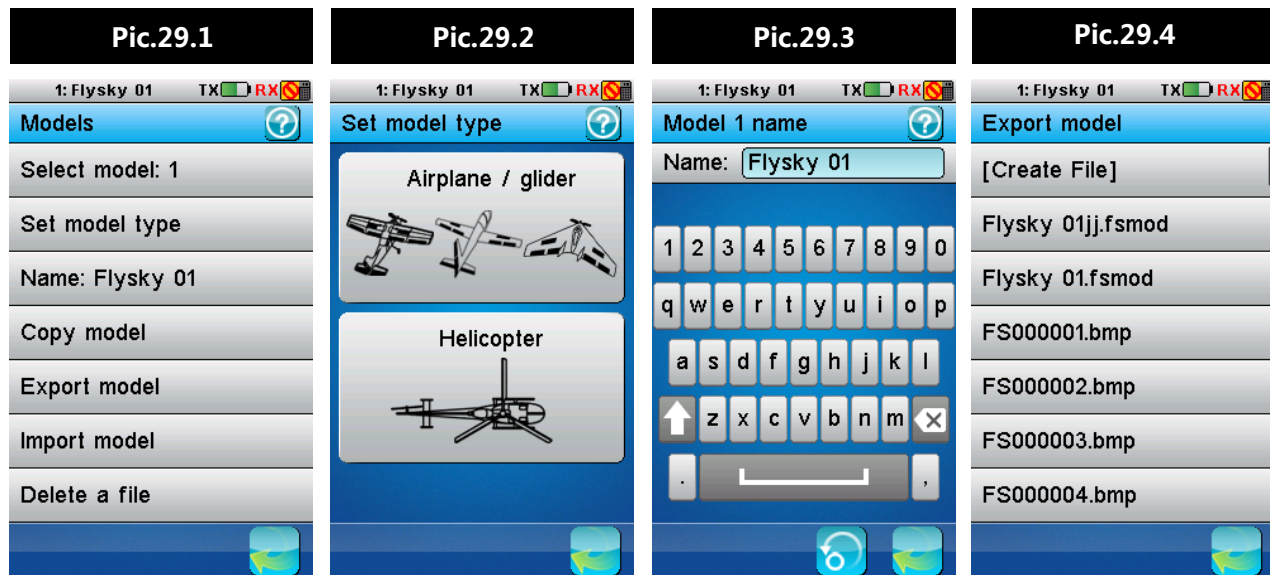 Pic.29.1
1: Flysky 01 TX RX
Models ?
Select model: 1
Set model type
Name: Flysky 01
Copy model
Export model
Import model
Delete a file
Pic.29.2
1: Flysky 01 TX RX
Set model type ?
Airplane / glider
Helicopter
Pic.29.3
1: Flysky 01 TX RX
Model 1 name ?
Name: Flysky 01
1 2 3 4 5 6 7 8 9 0
q w e r t y u i o p
a s d f g h j k l
z x c v b n m
. ,
Pic.29.4
1: Flysky 01 TX RX
Export model
[Create File]
Flysky 01jj.fsmod
Flysky 01.fsmod
FS000001.bmp
FS000002.bmp
FS000003.bmp
FS000004.bmp